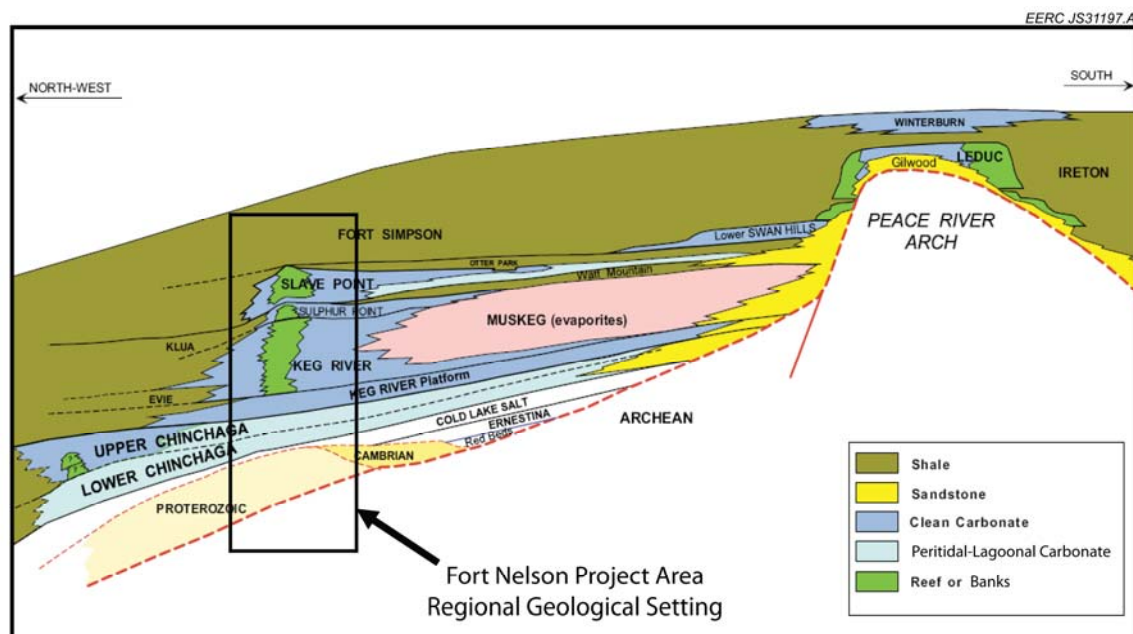 EERC JS31197.A
NORTH-WEST
SOUTH
WINTERBURN
LEDUC
Gilwood
IRETON
PEACE RIVER
ARCH
FORT SIMPSON
Lower SWAN HILLS
OTTER PARK
Watt Mountain
SLAVE POINT
SULPHUR POINT
MUSKEG (evaporites)
KLUA
KEG RIVER
EVIE
KEG RIVER Platform
UPPER CHINCHAGA
COLD LAKE SALT
ERNESTINA
ARCHEAN
Red Beds
LOWER CHINCHAGA
CAMBRIAN
PROTEROZOIC
?
?
?
?
Shale
Sandstone
Clean Carbonate
Peritidal-Lagoonal Carbonate
Reef or Banks
Fort Nelson Project Area
Regional Geological Setting